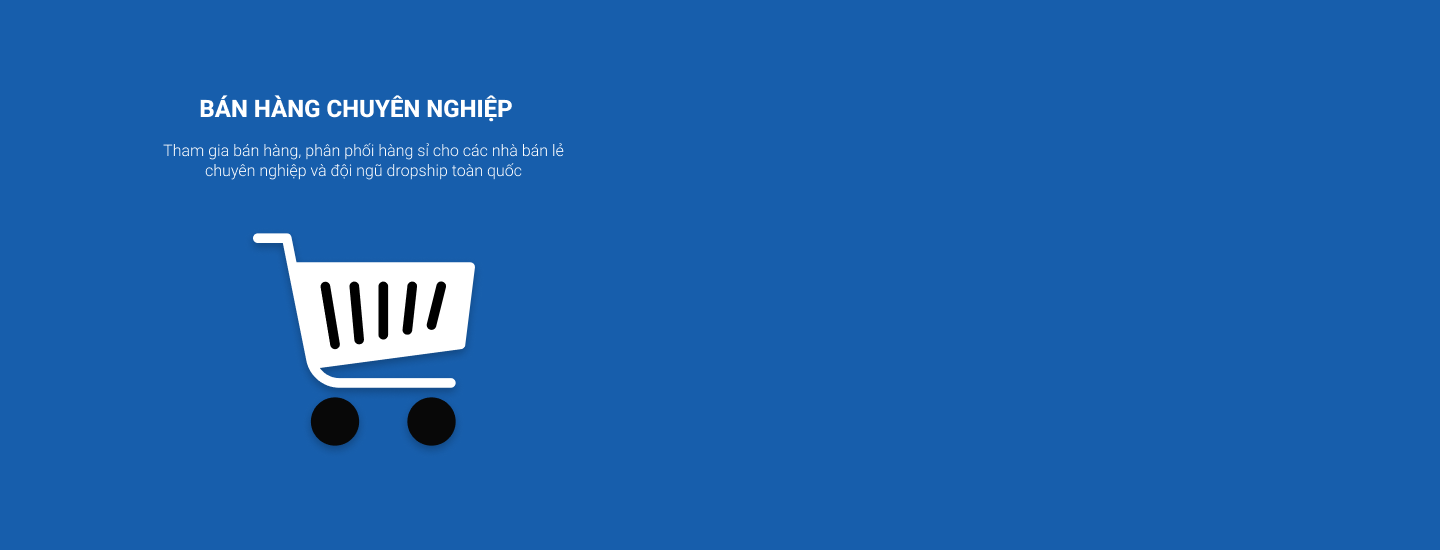 BÁN HÀNG CHUYÊN NGHIỆP
Tham gia bán hàng, phân phối hàng sỉ cho các nhà bán lẻ
chuyên nghiệp và đội ngũ dropship toàn quốc